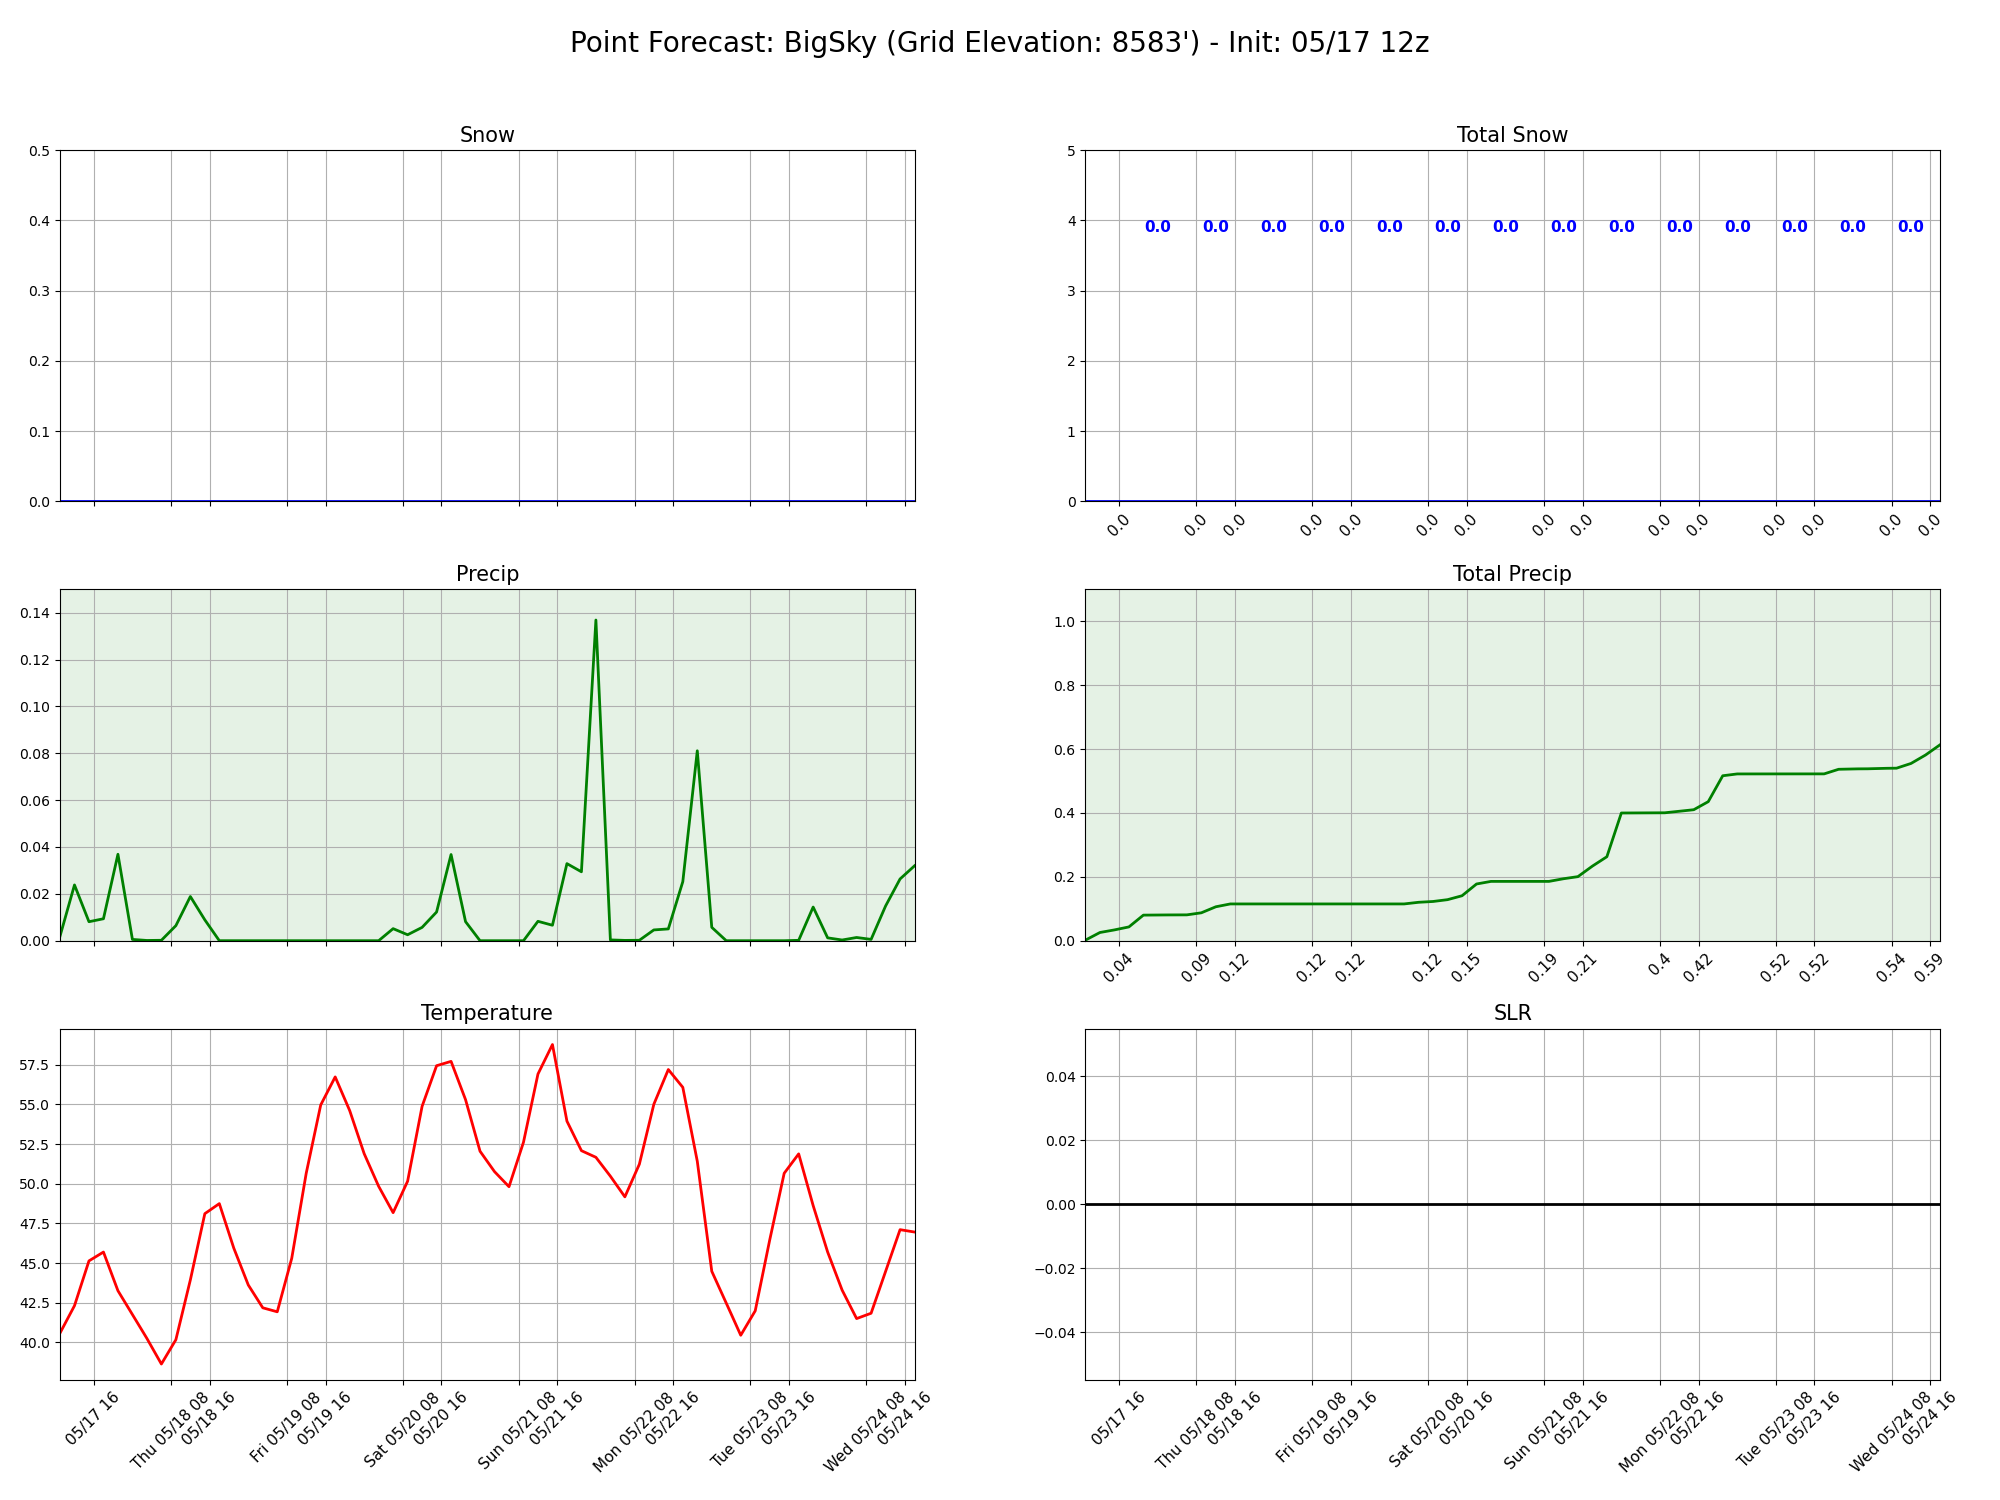 Point Forecast: BigSky (Grid Elevation: 8583') - Init: 05/17 12z
Snow
0.5
0.4
0.3
0.2
0.1
0.0
Total Snow
5
4
3
2
1
0
0.0 0.0 0.0 0.0 0.0 0.0 0.0 0.0 0.0 0.0 0.0 0.0 0.0 0.0
0.0 0.0 0.0 0.0 0.0 0.0 0.0 0.0 0.0 0.0 0.0 0.0 0.0 0.0 0.0
Precip
0.14
0.12
0.10
0.08
0.06
0.04
0.02
0.00
Total Precip
1.0
0.8
0.6
0.4
0.2
0.0
0.04 0.09 0.12 0.12 0.12 0.12 0.15 0.19 0.21 0.4 0.42 0.52 0.52 0.54 0.59
Temperature
57.5
55.0
52.5
50.0
47.5
45.0
42.5
40.0
05/17 16
Thu 05/18 08
05/18 16
Fri 05/19 08
05/19 16
Sat 05/20 08
05/20 16
Sun 05/21 08
05/21 16
Mon 05/22 08
05/22 16
Tue 05/23 08
05/23 16
Wed 05/24 08
05/24 16
SLR
0.04
0.02
0.00
−0.02
−0.04
05/17 16
Thu 05/18 08
05/18 16
Fri 05/19 08
05/19 16
Sat 05/20 08
05/20 16
Sun 05/21 08
05/21 16
Mon 05/22 08
05/22 16
Tue 05/23 08
05/23 16
Wed 05/24 08
05/24 16